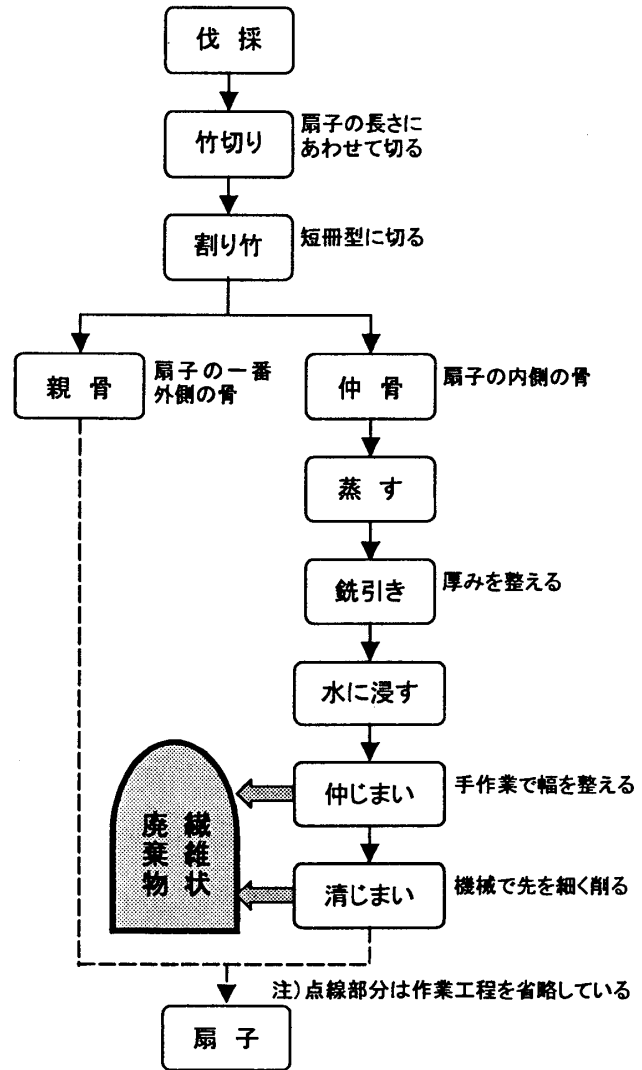 伐 採
竹切り
扇子の長さに
あわせて切る
割り竹
短冊型に切る
親 骨
扇子の一番
外側の骨
仲 骨
扇子の内側の骨
蒸 す
銑引き
厚みを整える
水に浸す
仲じまい
手作業で幅を整える
繊維状
廃棄物
清じまい
機械で先を細く削る
注）点線部分は作業工程を省略している
扇 子